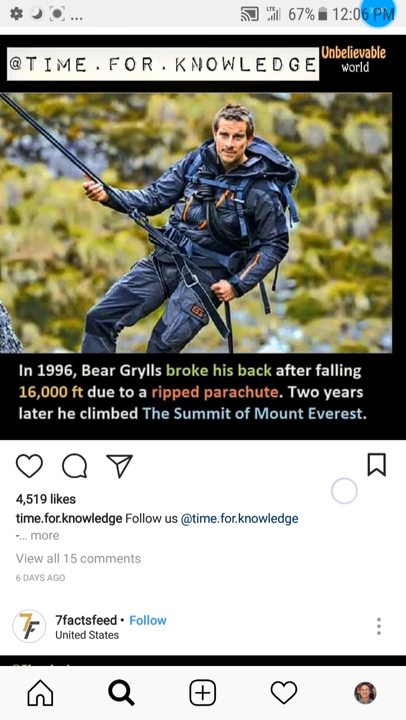 ... 67% 12:06 PM
@TIME.FOR.KNOWLEDGE
Unbelievable
world
In 1996, Bear Grylls broke his back after falling
16,000 ft due to a ripped parachute. Two years
later he climbed The Summit of Mount Everest.
4,519 likes
time.for.knowledge Follow us @time.for.knowledge
-... more
View all 15 comments
6 DAYS AGO
7F
7factsfeed • Follow
United States